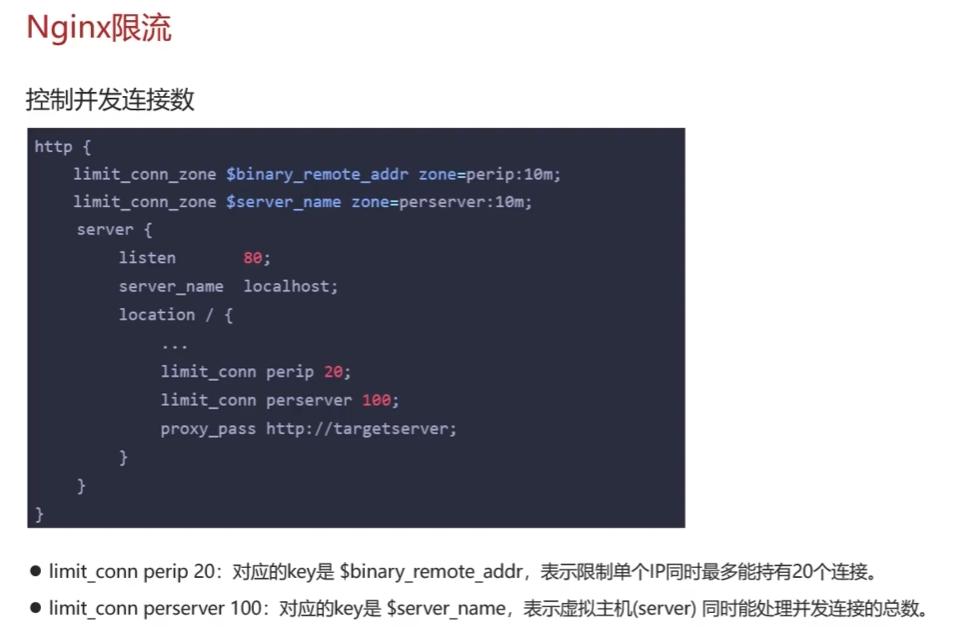 Nginx限流
控制并发连接数
http {
    limit_conn_zone $binary_remote_addr zone=perip:10m;
    limit_conn_zone $server_name zone=perserver:10m;
    server {
        listen       80;
        server_name  localhost;
        location / {
            ...
            limit_conn perip 20;
            limit_conn perserver 100;
            proxy_pass http://targetserver;
        }
    }
}
● limit_conn perip 20：对应的key是 $binary_remote_addr，表示限制单个IP同时最多能持有20个连接。
● limit_conn perserver 100：对应的key是 $server_name，表示虚拟主机(server) 同时能处理并发连接的总数。